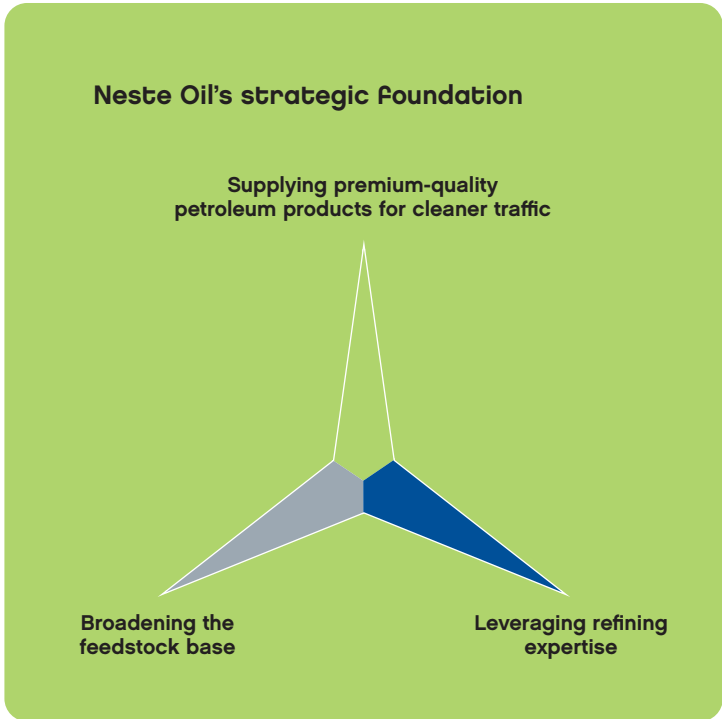 Neste Oil's strategic foundation
Supplying premium-quality
petroleum products for cleaner traffic
Broadening the
feedstock base
Leveraging refining
expertise